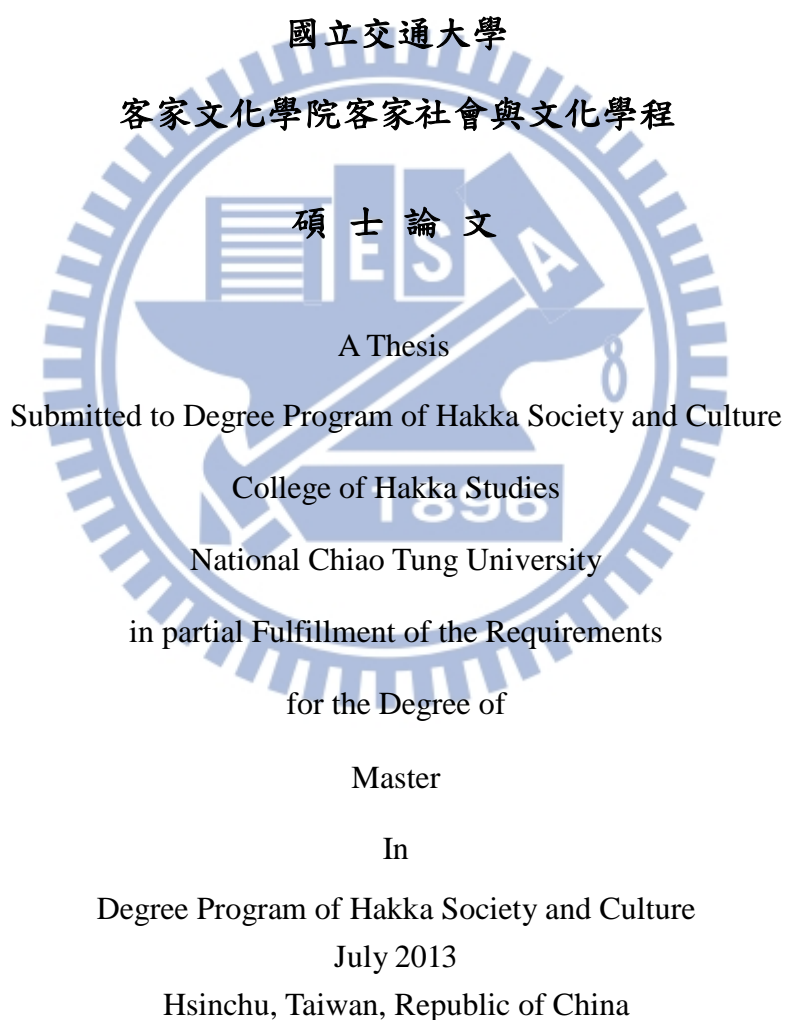 國立交通大學
客家文化學院客家社會與文化學程
碩 士 論 文
E S A
8
A Thesis
Submitted to Degree Program of Hakka Society and Culture
College of Hakka Studies
1896
National Chiao Tung University
in partial Fulfillment of the Requirements
for the Degree of
Master
In
Degree Program of Hakka Society and Culture
July 2013
Hsinchu, Taiwan, Republic of China